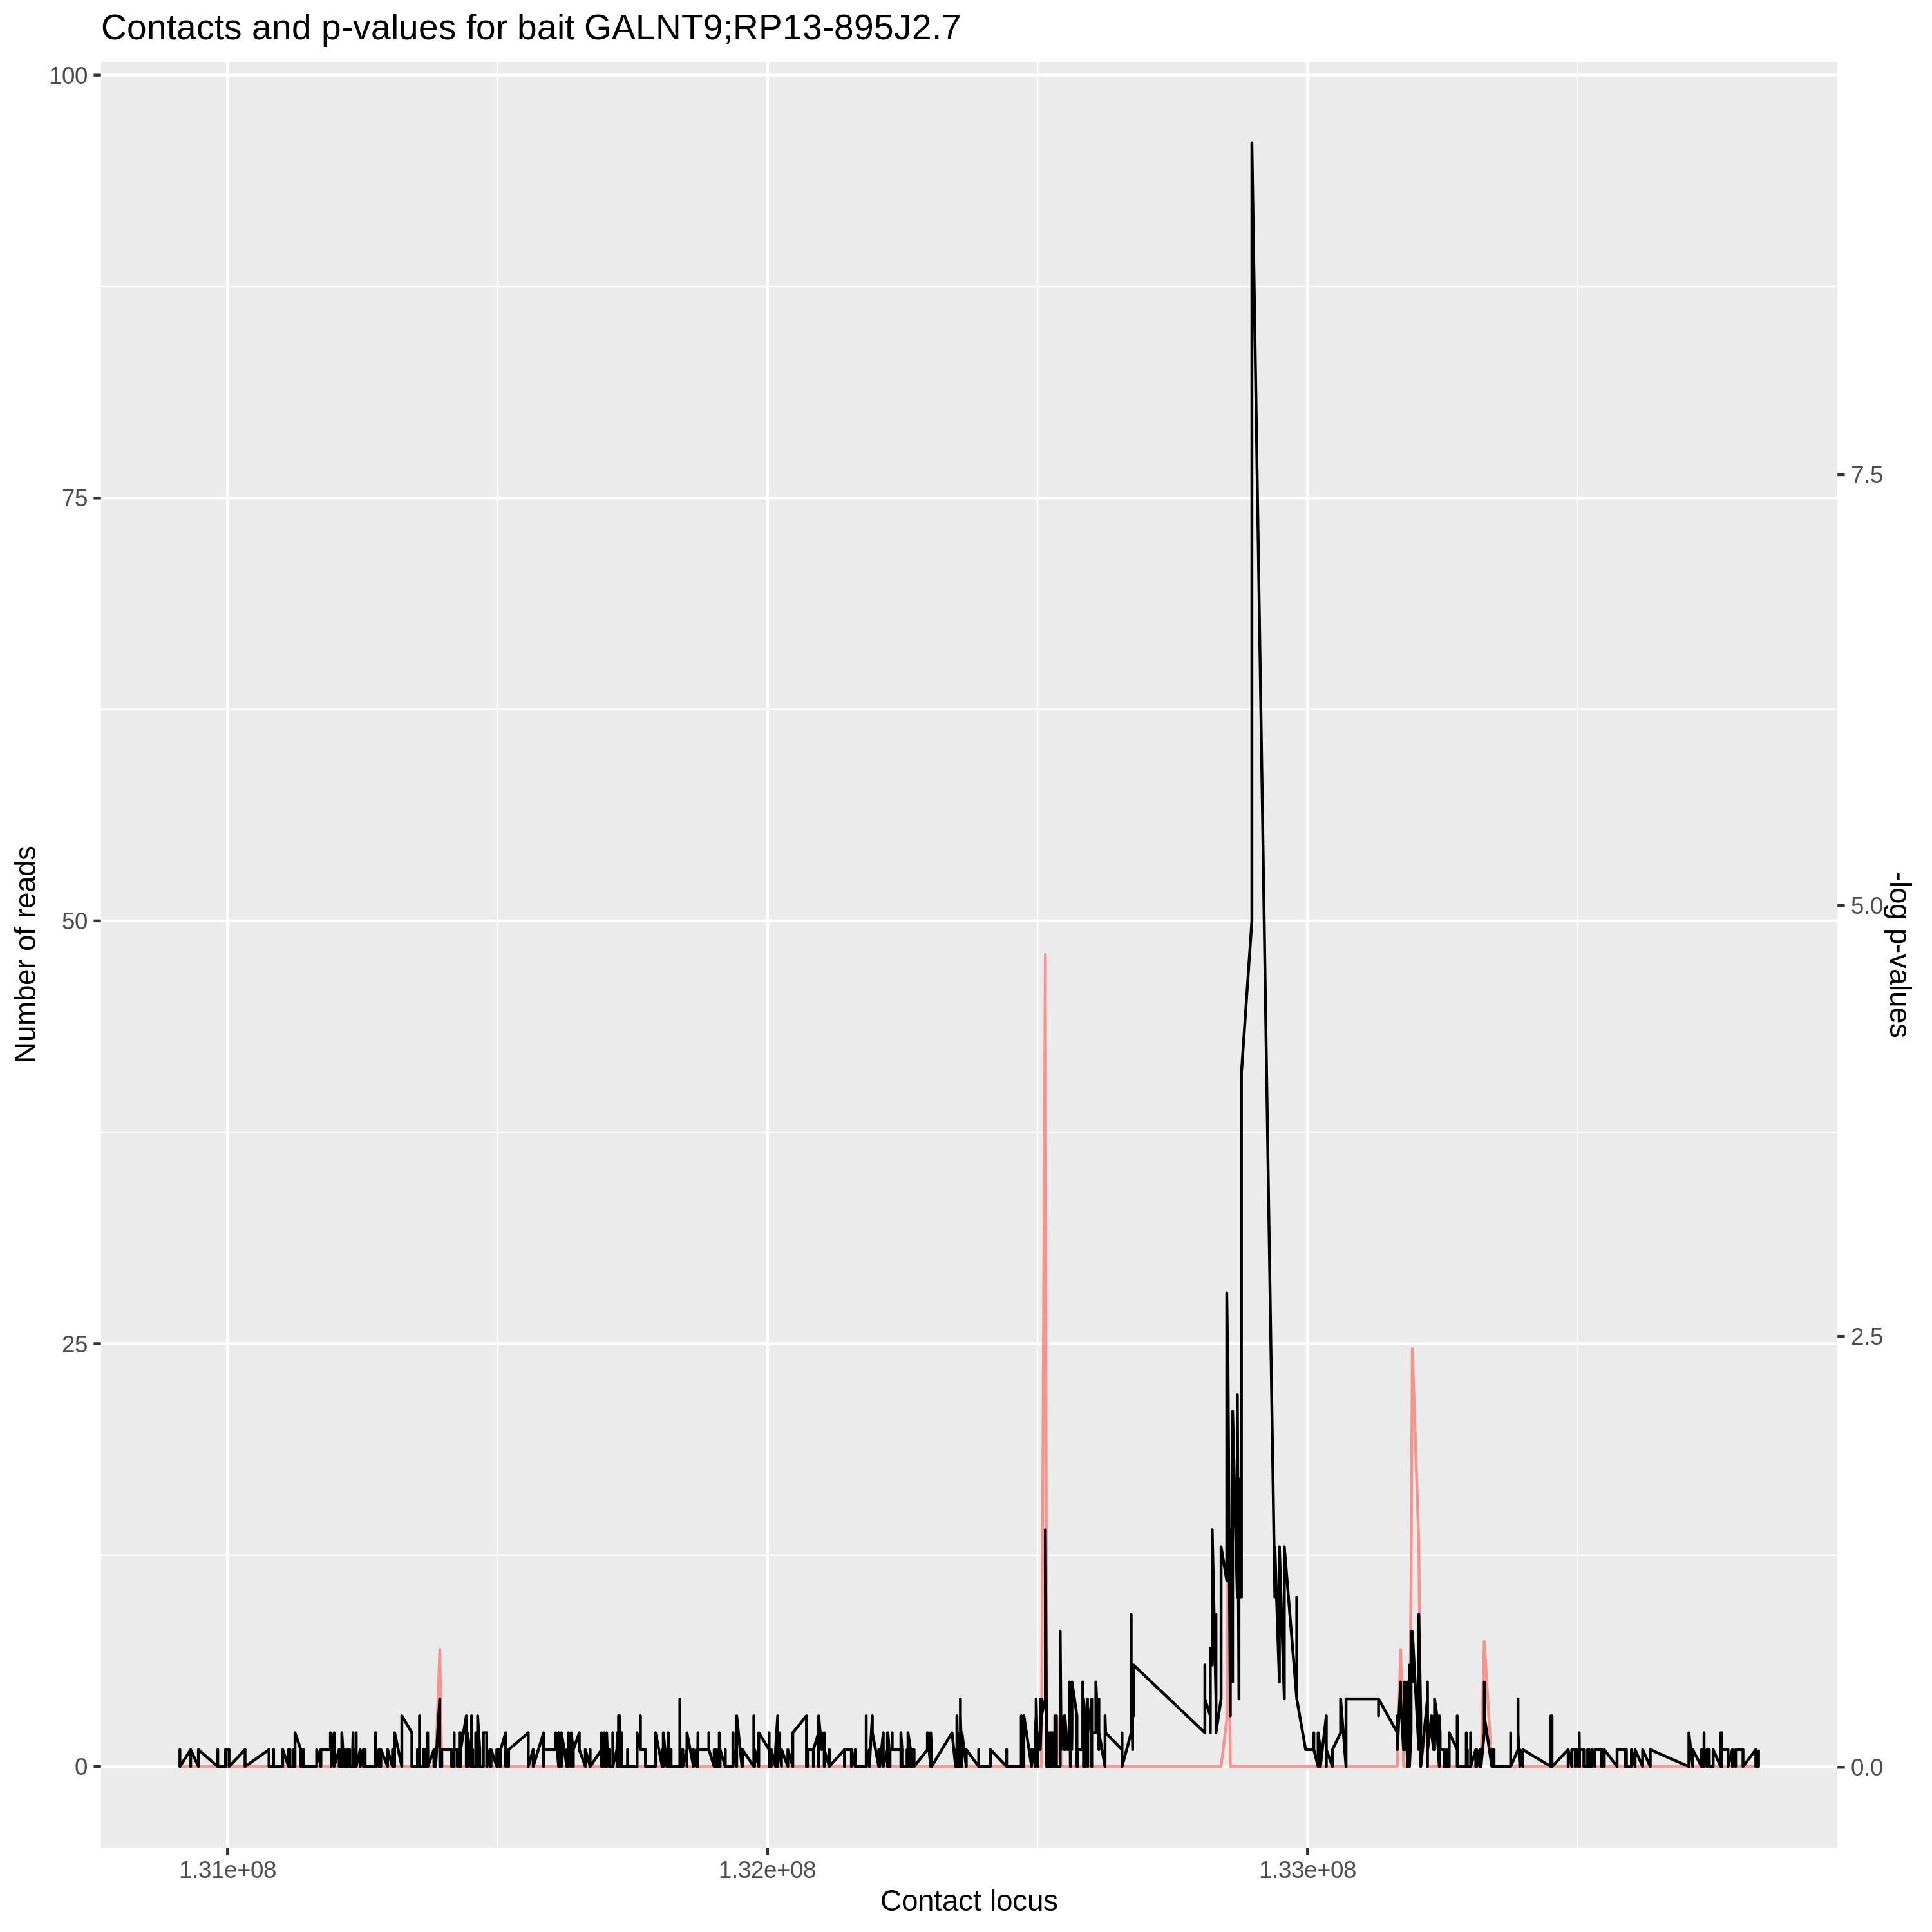 Contacts and p-values for bait GALNT9;RP13-895J2.7
100
75
50
25
0
Number of reads
7.5
5.0
2.5
0.0
-log p-values
1.31e+08
1.32e+08
1.33e+08
Contact locus